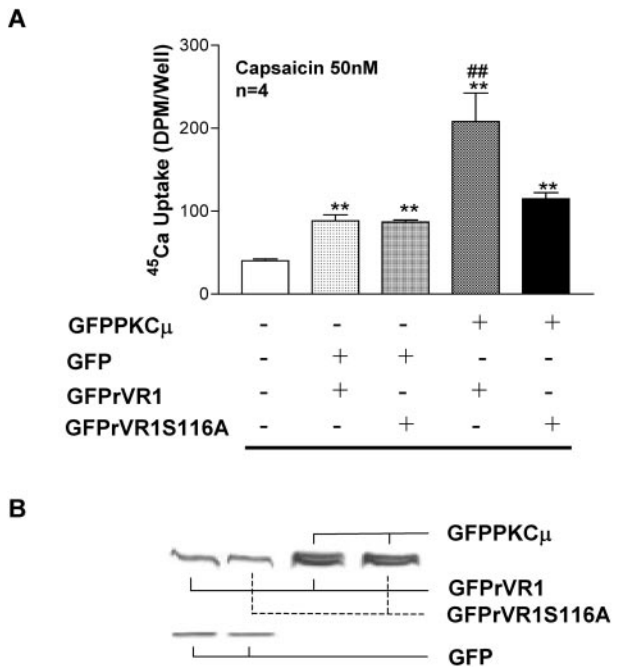 A
Capsaicin 50nM
n=4
⁴⁵Ca Uptake (DPM/Well)
300
200
100
0
**
**
##
**
**
GFPPKCμ - - - + +
GFP - + + - -
GFPrVR1 - + - + -
GFPrVR1S116A - - + - +
B
GFPPKCμ
GFPrVR1
GFPrVR1S116A
GFP